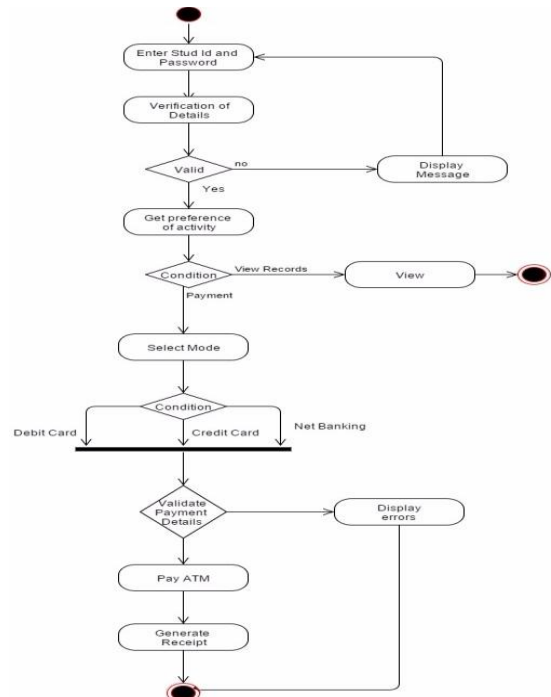 Enter Stud Id and
Password
Verification of
Details
Valid
no
Display
Message
Yes
Get preference
of activity
Condition
View Records
View
Payment
Select Mode
Condition
Debit Card
Credit Card
Net Banking
Validate
Payment
Details
Display
errors
Pay ATM
Generate
Receipt